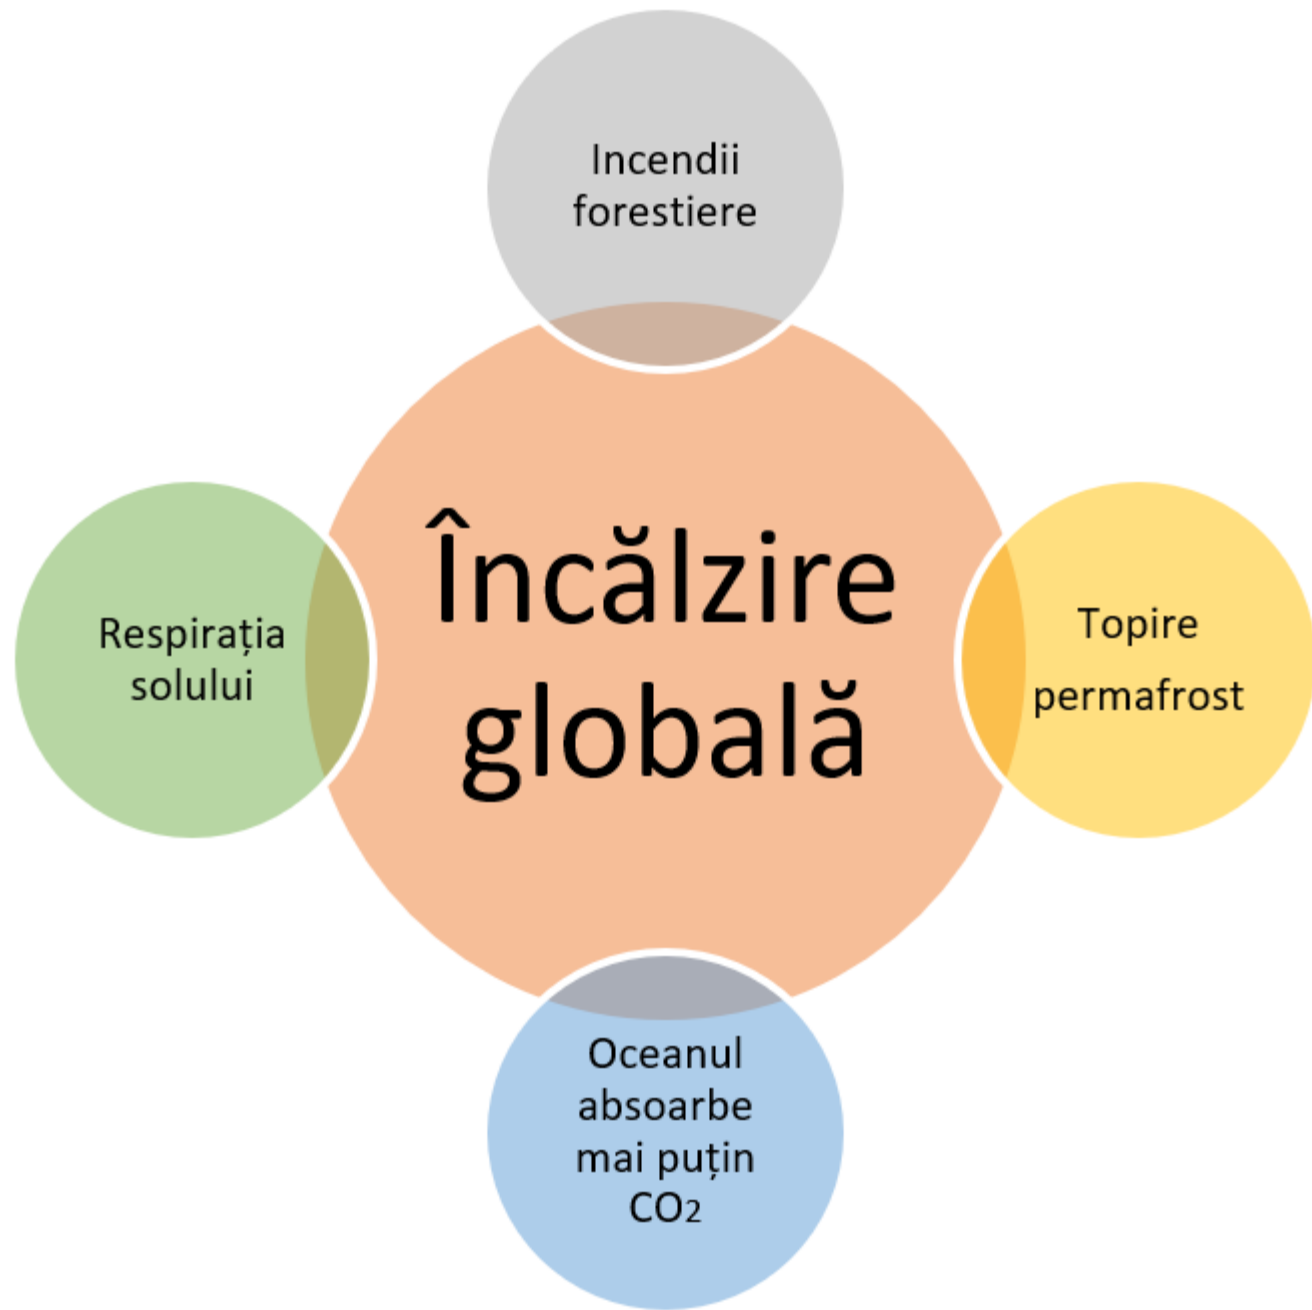 Incendii
forestiere
Încălzire
globală
Respirația
solului
Topire
permafrost
Oceanul
absoarbe
mai puțin
CO₂